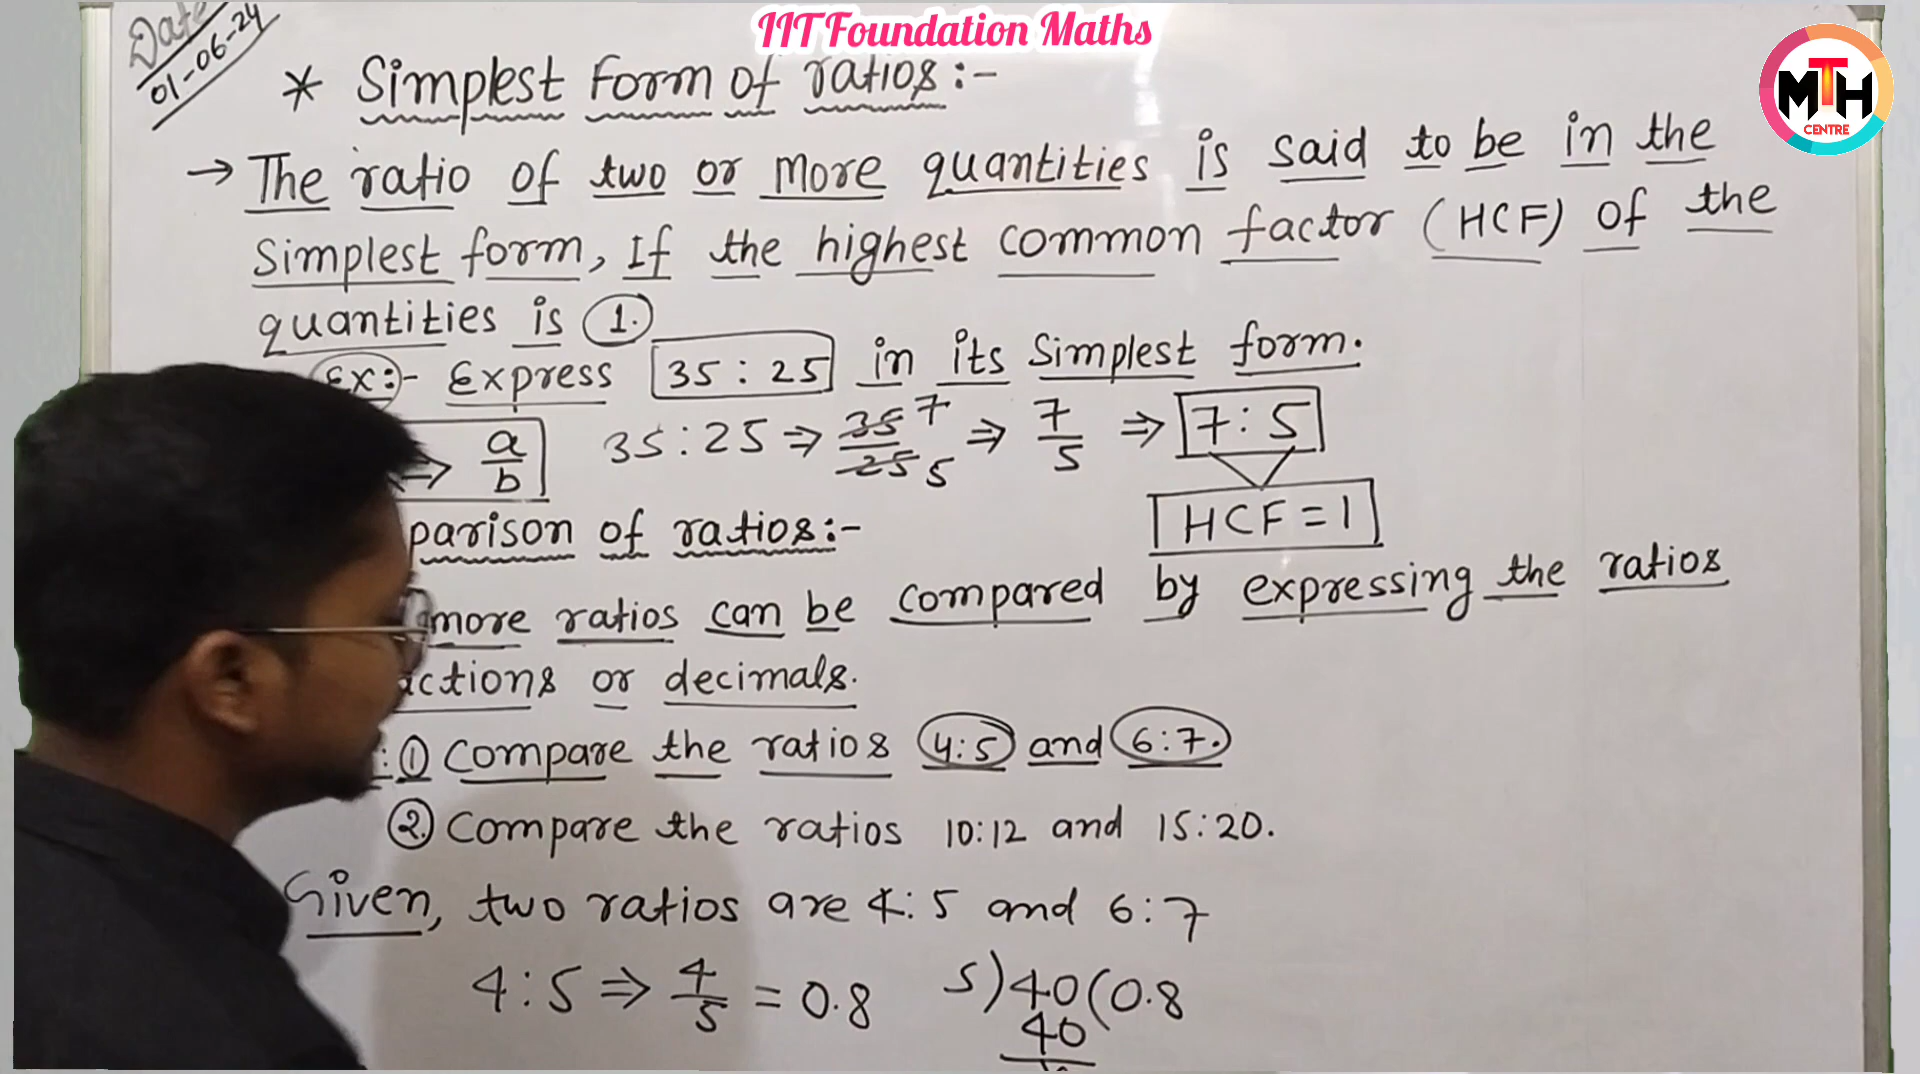 IIT Foundation Maths
Date
01-06-24
MTH
CENTRE
* Simplest Form of ratios:-
→ The ratio of two or more quantities is said to be in the
Simplest form, If the highest common factor (HCF) of the
quantities is 1.
Ex:- Express 35 : 25 in its Simplest form.
⇒ a/b 35:25 ⇒ 35/25 7/5 ⇒ 7/5 ⇒ 7:5
HCF = 1
parison of ratios:-
more ratios can be compared by expressing the ratios
actions or decimals.
:① Compare the ratios 4:5 and 6:7.
② Compare the ratios 10:12 and 15:20.
Given, two ratios are 4:5 and 6:7
4:5 ⇒ 4/5 = 0.8 5)40(0.8
40